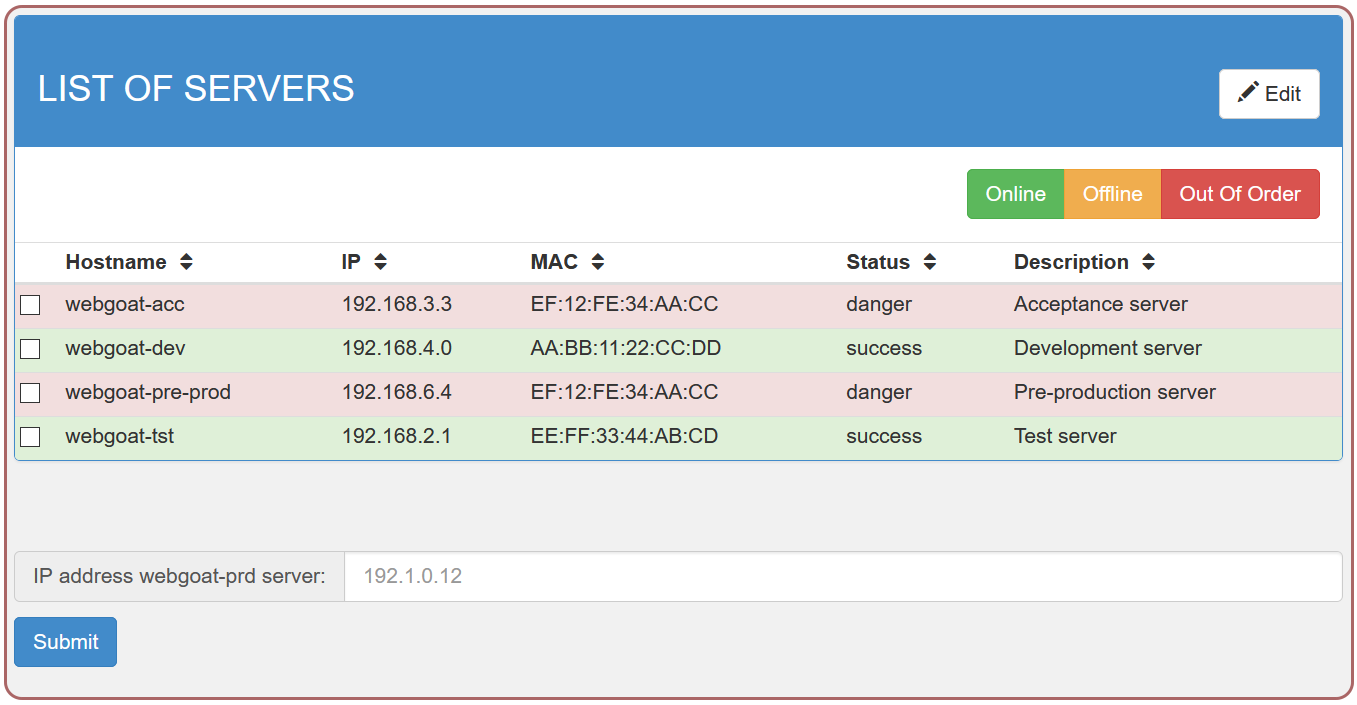 LIST OF SERVERS
Edit
Online Offline Out Of Order
Hostname IP MAC Status Description
webgoat-acc 192.168.3.3 EF:12:FE:34:AA:CC danger Acceptance server
webgoat-dev 192.168.4.0 AA:BB:11:22:CC:DD success Development server
webgoat-pre-prod 192.168.6.4 EF:12:FE:34:AA:CC danger Pre-production server
webgoat-tst 192.168.2.1 EE:FF:33:44:AB:CD success Test server
IP address webgoat-prd server: 192.1.0.12
Submit